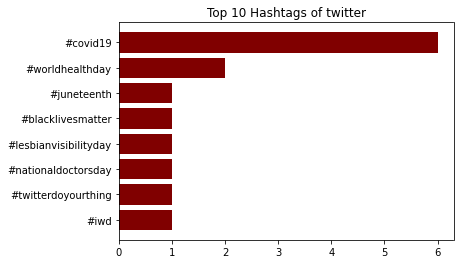 Top 10 Hashtags of twitter
#covid19
#worldhealthday
#juneteenth
#blacklivesmatter
#lesbianvisibilityday
#nationaldoctorsday
#twitterdoyourthing
#iwd
0 1 2 3 4 5 6